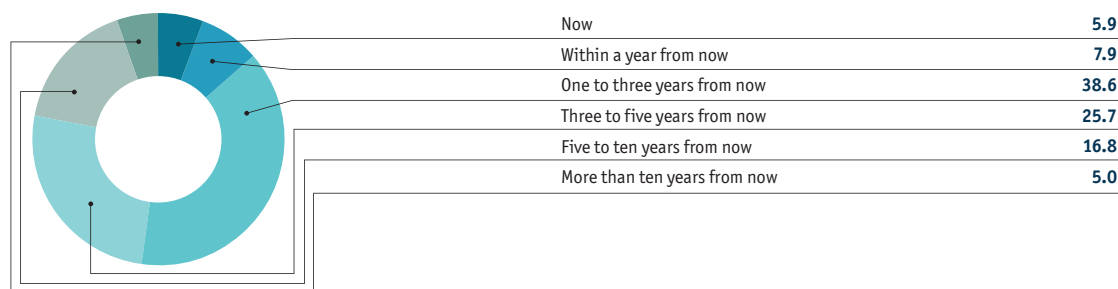 Now 5.9
Within a year from now 7.9
One to three years from now 38.6
Three to five years from now 25.7
Five to ten years from now 16.8
More than ten years from now 5.0